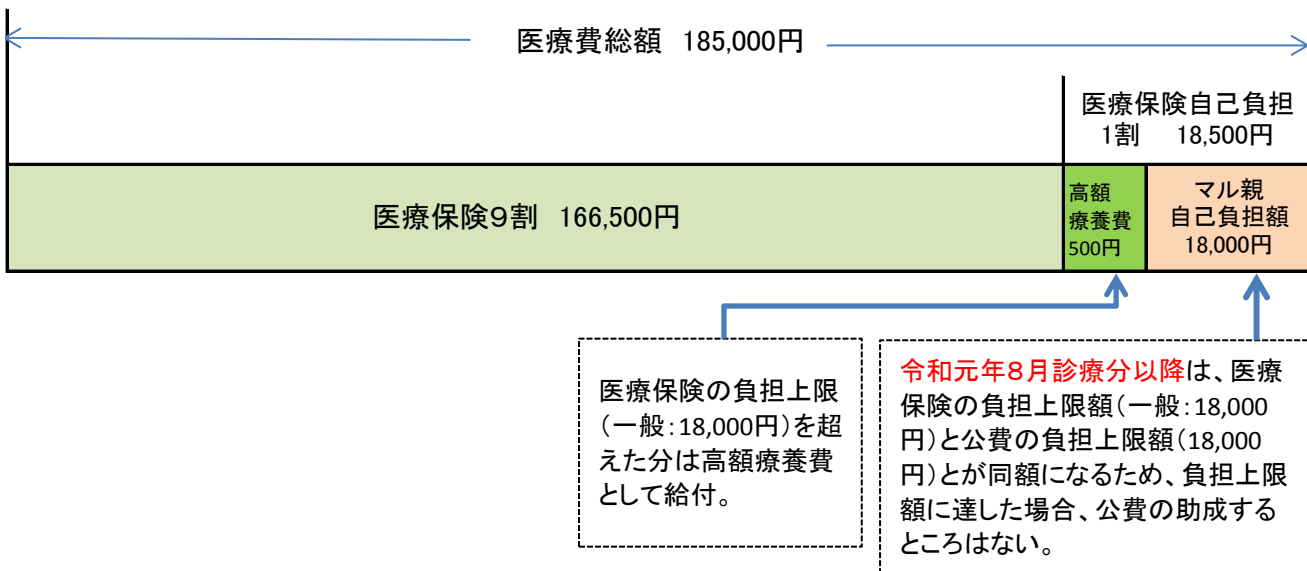 医療費総額 185,000円
医療保険自己負担
1割 18,500円
医療保険９割 166,500円
高額
療養費
500円
マル親
自己負担額
18,000円
医療保険の負担上限
（一般：18,000円）を超
えた分は高額療養費
として給付。
令和元年８月診療分以降は、医療
保険の負担上限額（一般：18,000
円）と公費の負担上限額（18,000
円）とが同額になるため、負担上限
額に達した場合、公費の助成する
ところはない。